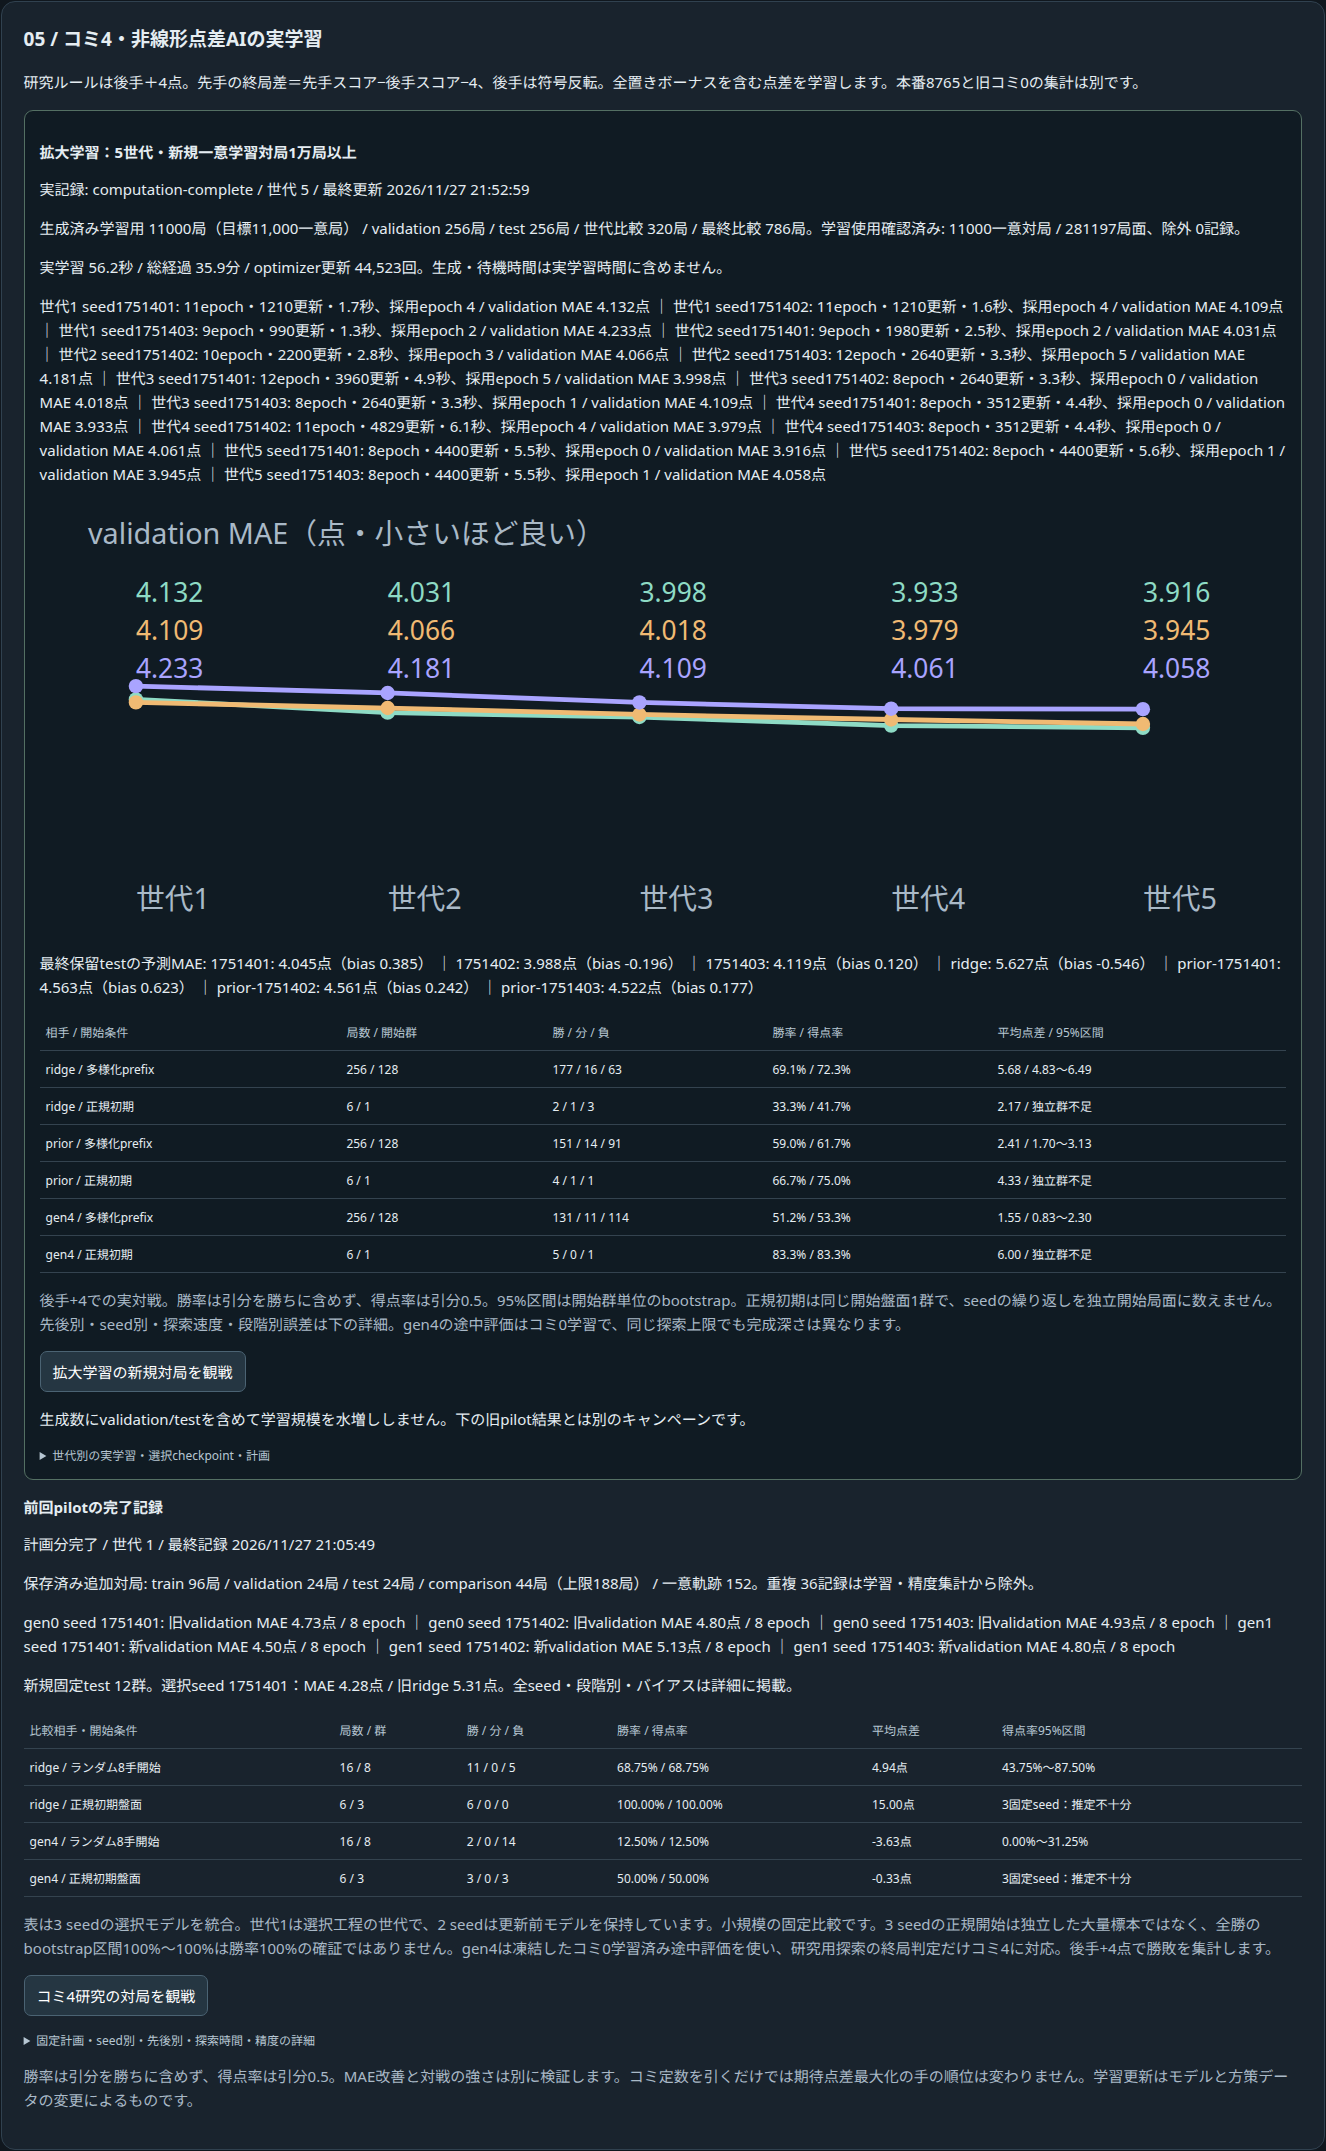 05 / コミ4・非線形点差AIの実学習
研究ルールは後手＋4点。先手の終局差＝先手スコア−後手スコア−4、後手は符号反転。全置きボーナスを含む点差を学習します。本番8765と旧コミ0の集計は別です。
拡大学習：5世代・新規一意学習対局1万局以上
実記録: computation-complete / 世代 5 / 最終更新 2026/11/27 21:52:59
生成済み学習用 11000局（目標11,000一意局） / validation 256局 / test 256局 / 世代比較 320局 / 最終比較 786局。学習使用確認済み: 11000一意対局 / 281197局面、除外 0記録。
実学習 56.2秒 / 総経過 35.9分 / optimizer更新 44,523回。生成・待機時間は実学習時間に含めません。
世代1 seed1751401: 11epoch・1210更新・1.7秒、採用epoch 4 / validation MAE 4.132点 ｜ 世代1 seed1751402: 11epoch・1210更新・1.6秒、採用epoch 4 / validation MAE 4.109点
｜ 世代1 seed1751403: 9epoch・990更新・1.3秒、採用epoch 2 / validation MAE 4.233点 ｜ 世代2 seed1751401: 9epoch・1980更新・2.5秒、採用epoch 2 / validation MAE 4.031点
｜ 世代2 seed1751402: 10epoch・2200更新・2.8秒、採用epoch 3 / validation MAE 4.066点 ｜ 世代2 seed1751403: 12epoch・2640更新・3.3秒、採用epoch 5 / validation MAE
4.181点 ｜ 世代3 seed1751401: 12epoch・3960更新・4.9秒、採用epoch 5 / validation MAE 3.998点 ｜ 世代3 seed1751402: 8epoch・2640更新・3.3秒、採用epoch 0 / validation
MAE 4.018点 ｜ 世代3 seed1751403: 8epoch・2640更新・3.3秒、採用epoch 1 / validation MAE 4.109点 ｜ 世代4 seed1751401: 8epoch・3512更新・4.4秒、採用epoch 0 / validation
MAE 3.933点 ｜ 世代4 seed1751402: 11epoch・4829更新・6.1秒、採用epoch 4 / validation MAE 3.979点 ｜ 世代4 seed1751403: 8epoch・3512更新・4.4秒、採用epoch 0 /
validation MAE 4.061点 ｜ 世代5 seed1751401: 8epoch・4400更新・5.5秒、採用epoch 0 / validation MAE 3.916点 ｜ 世代5 seed1751402: 8epoch・4400更新・5.6秒、採用epoch 1 /
validation MAE 3.945点 ｜ 世代5 seed1751403: 8epoch・4400更新・5.5秒、採用epoch 1 / validation MAE 4.058点
validation MAE（点・小さいほど良い）
4.132 4.031 3.998 3.933 3.916
4.109 4.066 4.018 3.979 3.945
4.233 4.181 4.109 4.061 4.058
世代1 世代2 世代3 世代4 世代5
最終保留testの予測MAE: 1751401: 4.045点（bias 0.385） ｜ 1751402: 3.988点（bias -0.196） ｜ 1751403: 4.119点（bias 0.120） ｜ ridge: 5.627点（bias -0.546） ｜ prior-1751401:
4.563点（bias 0.623） ｜ prior-1751402: 4.561点（bias 0.242） ｜ prior-1751403: 4.522点（bias 0.177）
相手 / 開始条件 局数 / 開始群 勝 / 分 / 負 勝率 / 得点率 平均点差 / 95%区間
ridge / 多様化prefix 256 / 128 177 / 16 / 63 69.1% / 72.3% 5.68 / 4.83〜6.49
ridge / 正規初期 6 / 1 2 / 1 / 3 33.3% / 41.7% 2.17 / 独立群不足
prior / 多様化prefix 256 / 128 151 / 14 / 91 59.0% / 61.7% 2.41 / 1.70〜3.13
prior / 正規初期 6 / 1 4 / 1 / 1 66.7% / 75.0% 4.33 / 独立群不足
gen4 / 多様化prefix 256 / 128 131 / 11 / 114 51.2% / 53.3% 1.55 / 0.83〜2.30
gen4 / 正規初期 6 / 1 5 / 0 / 1 83.3% / 83.3% 6.00 / 独立群不足
後手+4での実対戦。勝率は引分を勝ちに含めず、得点率は引分0.5。95%区間は開始群単位のbootstrap。正規初期は同じ開始盤面1群で、seedの繰り返しを独立開始局面に数えません。
先後別・seed別・探索速度・段階別誤差は下の詳細。gen4の途中評価はコミ0学習で、同じ探索上限でも完成深さは異なります。
拡大学習の新規対局を観戦
生成数にvalidation/testを含めて学習規模を水増ししません。下の旧pilot結果とは別のキャンペーンです。
▶ 世代別の実学習・選択checkpoint・計画
前回pilotの完了記録
計画分完了 / 世代 1 / 最終記録 2026/11/27 21:05:49
保存済み追加対局: train 96局 / validation 24局 / test 24局 / comparison 44局（上限188局） / 一意軌跡 152。重複 36記録は学習・精度集計から除外。
gen0 seed 1751401: 旧validation MAE 4.73点 / 8 epoch ｜ gen0 seed 1751402: 旧validation MAE 4.80点 / 8 epoch ｜ gen0 seed 1751403: 旧validation MAE 4.93点 / 8 epoch ｜ gen1
seed 1751401: 新validation MAE 4.50点 / 8 epoch ｜ gen1 seed 1751402: 新validation MAE 5.13点 / 8 epoch ｜ gen1 seed 1751403: 新validation MAE 4.80点 / 8 epoch
新規固定test 12群。選択seed 1751401：MAE 4.28点 / 旧ridge 5.31点。全seed・段階別・バイアスは詳細に掲載。
比較相手・開始条件 局数 / 群 勝 / 分 / 負 勝率 / 得点率 平均点差 得点率95%区間
ridge / ランダム8手開始 16 / 8 11 / 0 / 5 68.75% / 68.75% 4.94点 43.75%〜87.50%
ridge / 正規初期盤面 6 / 3 6 / 0 / 0 100.00% / 100.00% 15.00点 3固定seed：推定不十分
gen4 / ランダム8手開始 16 / 8 2 / 0 / 14 12.50% / 12.50% -3.63点 0.00%〜31.25%
gen4 / 正規初期盤面 6 / 3 3 / 0 / 3 50.00% / 50.00% -0.33点 3固定seed：推定不十分
表は3 seedの選択モデルを統合。世代1は選択工程の世代で、2 seedは更新前モデルを保持しています。小規模の固定比較です。3 seedの正規開始は独立した大量標本ではなく、全勝の
bootstrap区間100%〜100%は勝率100%の確証ではありません。gen4は凍結したコミ0学習済み途中評価を使い、研究用探索の終局判定だけコミ4に対応。後手+4点で勝敗を集計します。
コミ4研究の対局を観戦
▶ 固定計画・seed別・先後別・探索時間・精度の詳細
勝率は引分を勝ちに含めず、得点率は引分0.5。MAE改善と対戦の強さは別に検証します。コミ定数を引くだけでは期待点差最大化の手の順位は変わりません。学習更新はモデルと方策デー
タの変更によるものです。